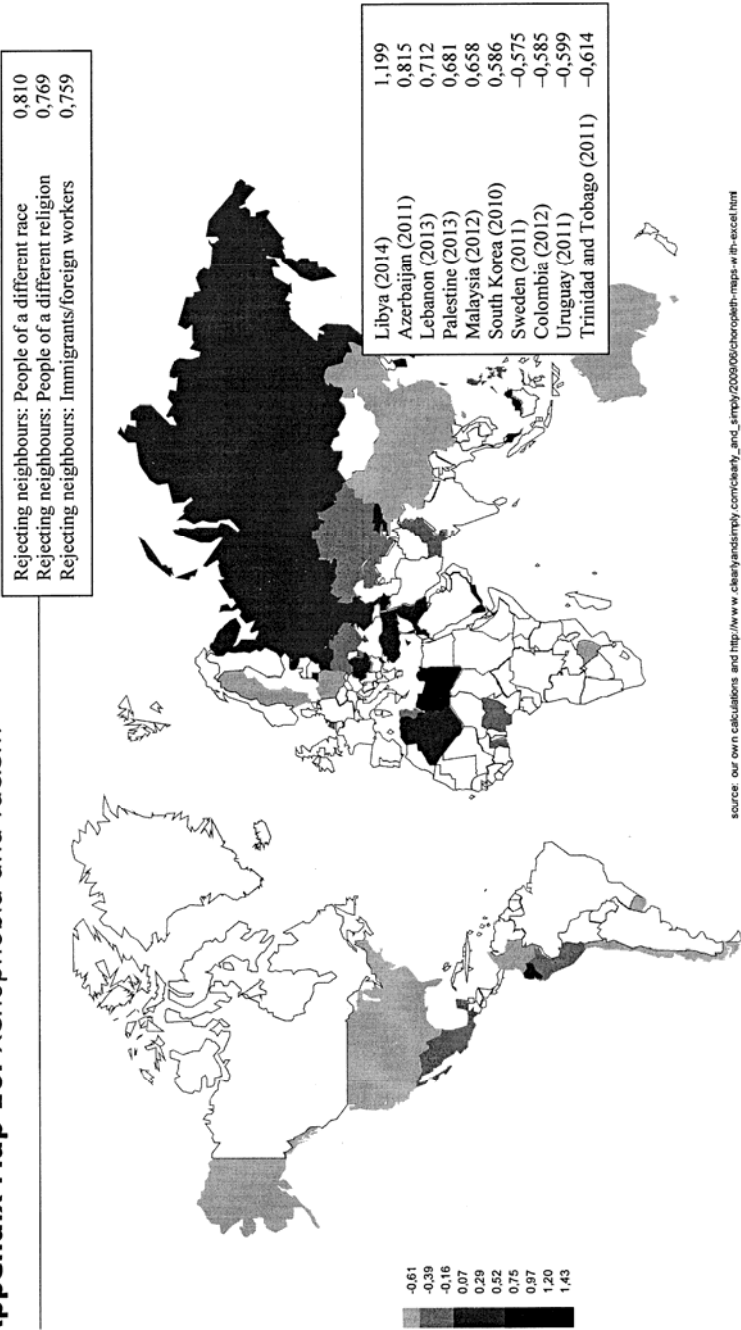 Rejecting neighbours: People of a different race 0,810
Rejecting neighbours: People of a different religion 0,769
Rejecting neighbours: Immigrants/foreign workers 0,759
Libya (2014) 1,199
Azerbaijan (2011) 0,815
Lebanon (2013) 0,712
Palestine (2013) 0,681
Malaysia (2012) 0,658
South Korea (2010) 0,586
Sweden (2011) –0,575
Colombia (2012) –0,585
Uruguay (2011) –0,599
Trinidad and Tobago (2011) –0,614
-0,61
-0,39
-0,16
0,07
0,29
0,52
0,75
0,97
1,20
1,43
source: our own calculations and http://www.clearlyandsimply.com/clearly_and_simply/2009/06/choropleth-maps-with-excel.html